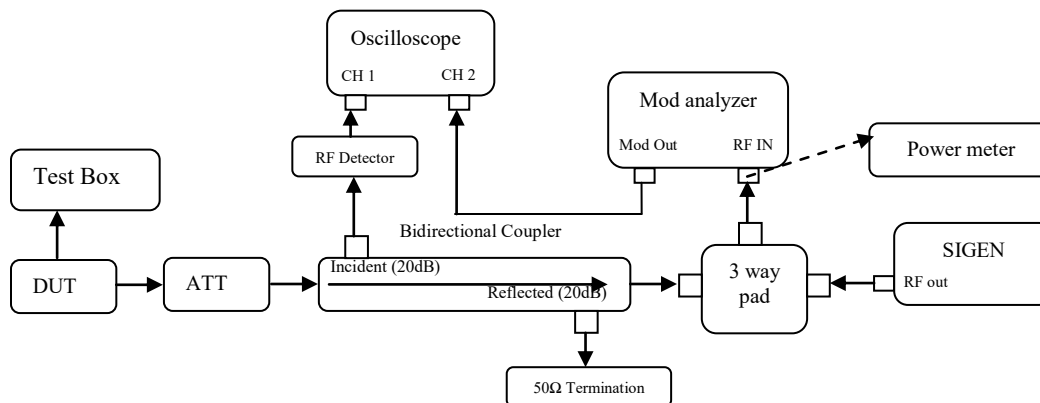 Oscilloscope
CH 1
CH 2
Mod analyzer
Mod Out
RF IN
Power meter
RF Detector
Test Box
Bidirectional Coupler
DUT
ATT
Incident (20dB)
Reflected (20dB)
3 way
pad
SIGEN
RF out
50Ω Termination